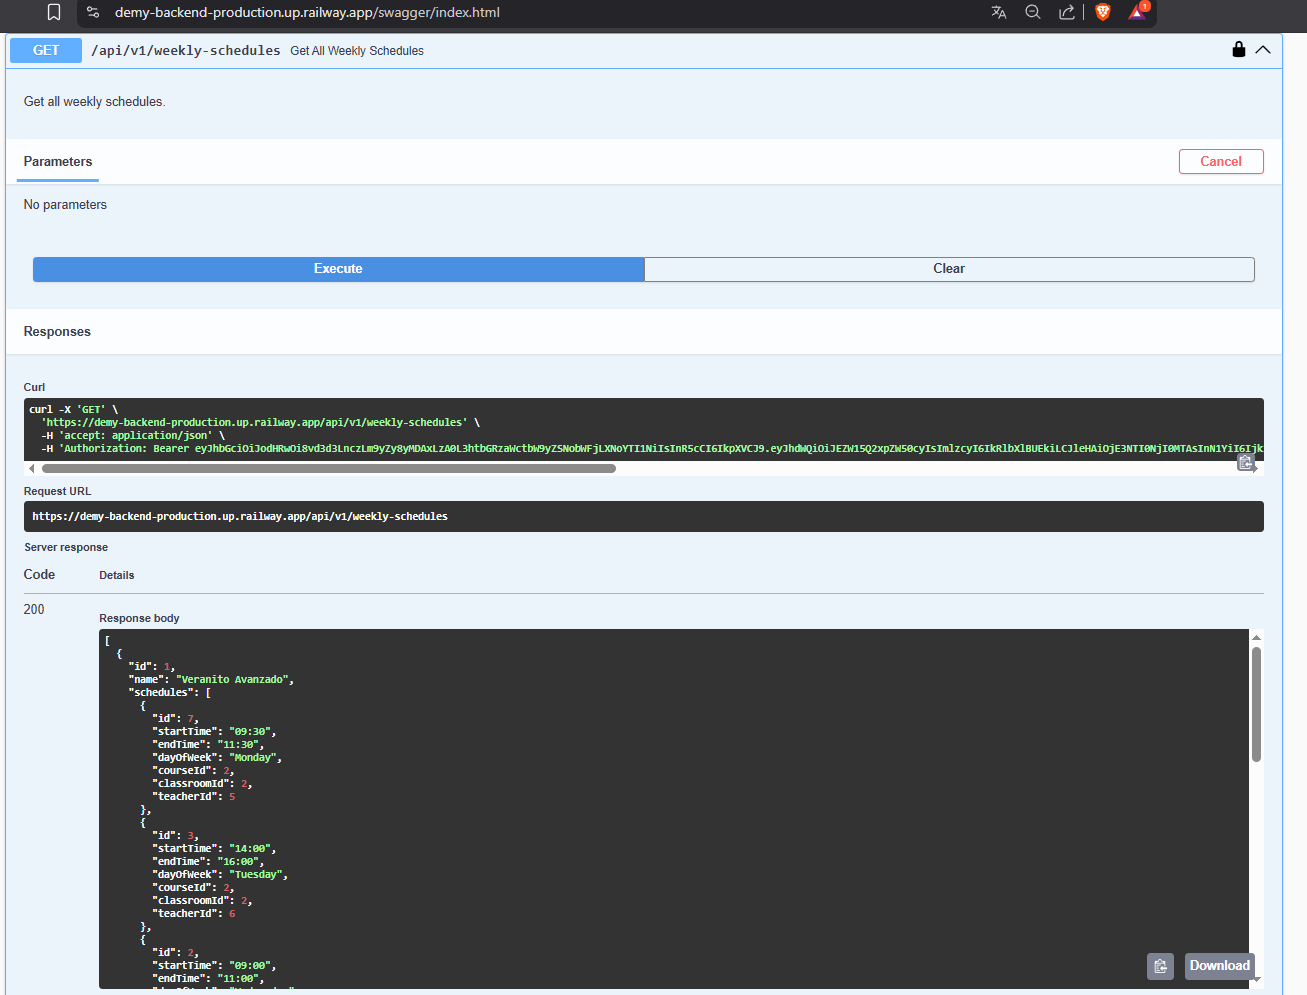 demy-backend-production.up.railway.app/swagger/index.html
1
GET /api/v1/weekly-schedules Get All Weekly Schedules
Get all weekly schedules.
Parameters
Cancel
No parameters
Execute
Clear
Responses
Curl
curl -X 'GET' \
'https://demy-backend-production.up.railway.app/api/v1/weekly-schedules' \
-H 'accept: application/json' \
-H 'Authorization: Bearer
Request URL
https://demy-backend-production.up.railway.app/api/v1/weekly-schedules
Server response
Code Details
200
Response body
[
{
"id": 1,
"name": "Veranito Avanzado",
"schedules": [
{
"id": 7,
"startTime": "09:30",
"endTime": "11:30",
"dayOfWeek": "Monday",
"courseId": 2,
"classroomId": 2,
"teacherId": 5
},
{
"id": 3,
"startTime": "14:00",
"endTime": "16:00",
"dayOfWeek": "Tuesday",
"courseId": 2,
"classroomId": 2,
"teacherId": 6
},
{
"id": 2,
"startTime": "09:00",
"endTime": "11:00",
Download